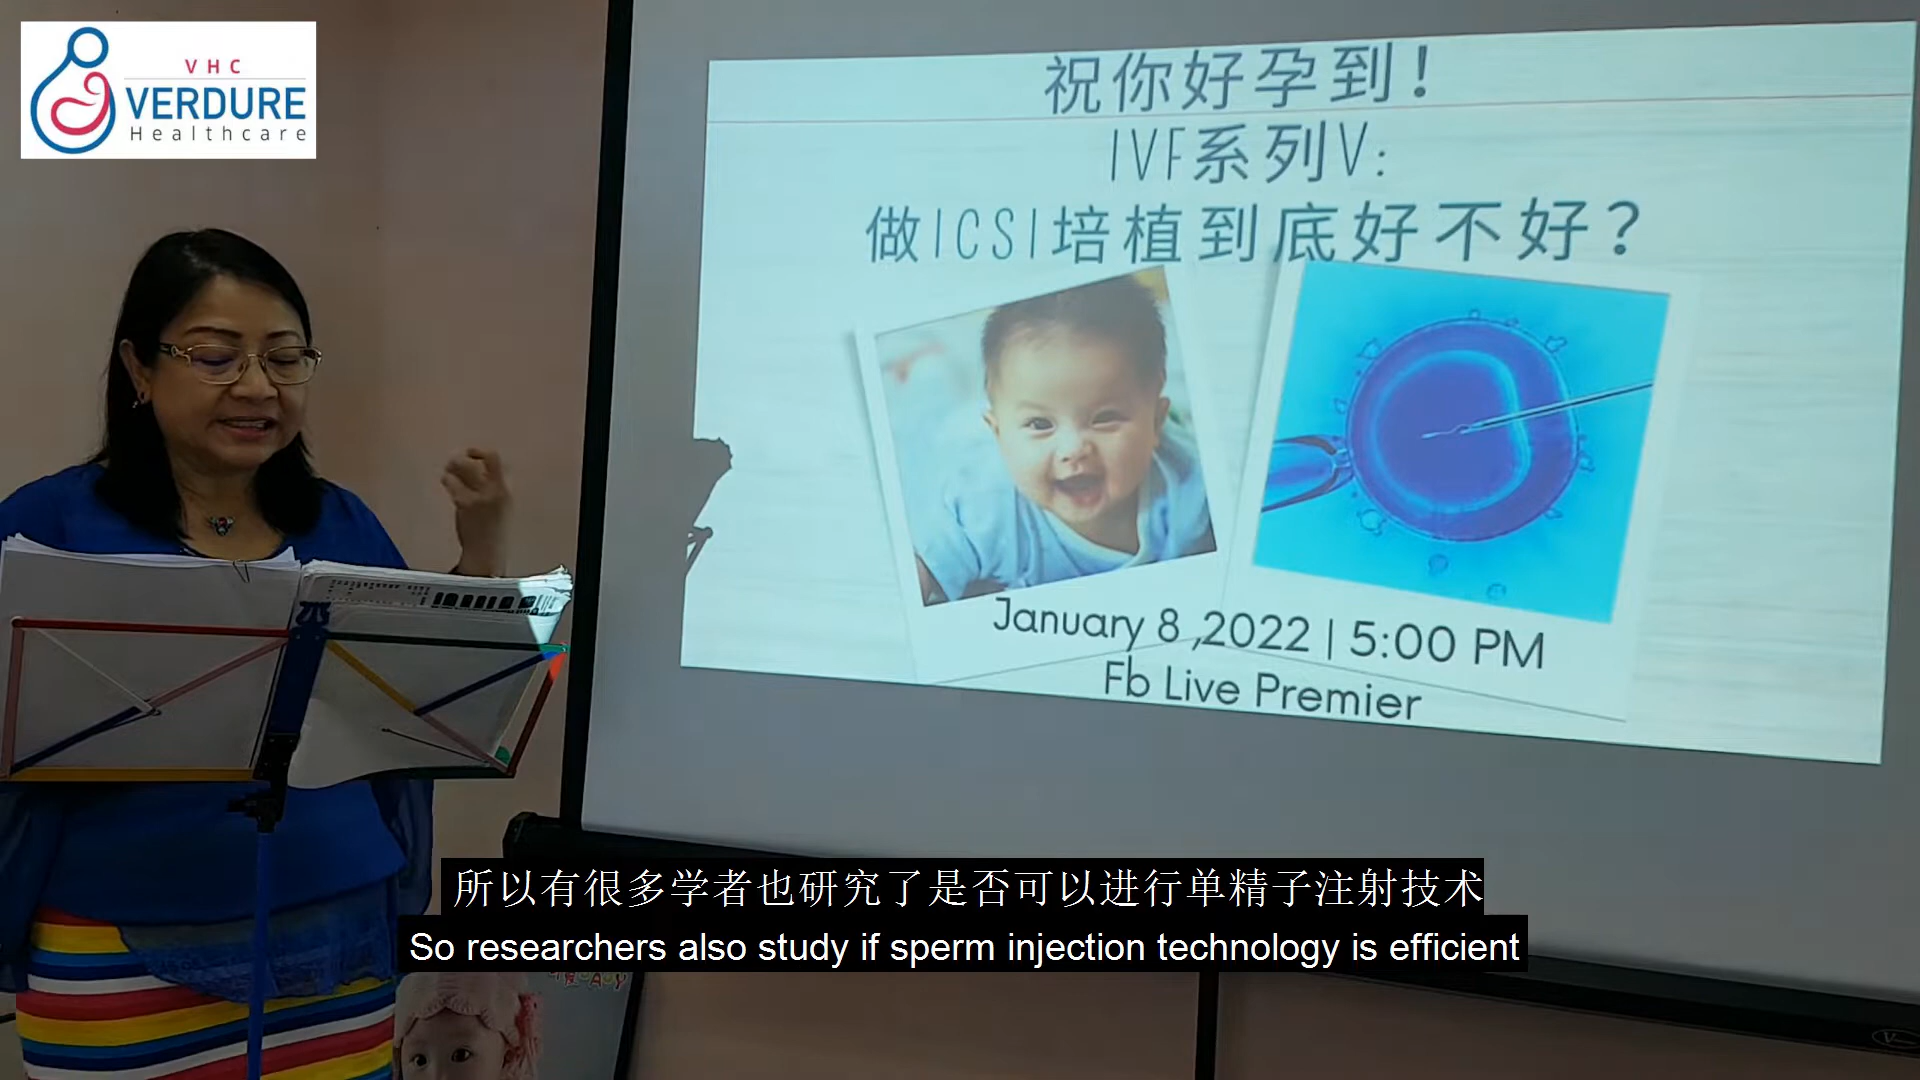 VHC
VERDURE
Healthcare
祝你好孕到!
IVF系列V:
做ICSI培植到底好不好?
January 8 ,2022 | 5:00 PM
Fb Live Premier
所以有很多学者也研究了是否可以进行单精子注射技术
So researchers also study if sperm injection technology is efficient